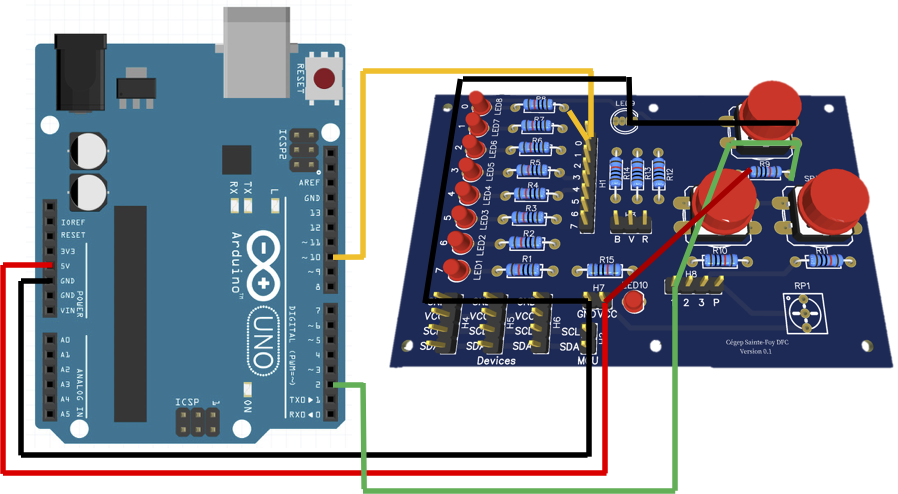 RESET
ICSP2
AREF
GND
13
12
~11
~10
~9
8
7
~6
~5
4
~3
2
TXD▶1
RXD◀0
RX
TX
L
Arduino™
UNO
DIGITAL (PWM=~)
IOREF
RESET
3V3
5V
GND
GND
VIN
POWER
A0
A1
A2
A3
A4
A5
ANALOG IN
ICSP
1
ON
0
1
2
3
4
5
6
7
LED8
LED7
LED6
LED5
LED4
LED3
LED2
LED1
R8
R7
R6
R5
R4
R3
R2
R1
R15
0
1
2
3
4
5
6
7
H1
R14
R13
R12
B V R
R9
R10
R11
H8
2 3 P
RP1
H7
GND VCC
VCC
SCL
SDA
H4
VCC
SCL
SDA
H5
VCC
SCL
SDA
H6
SCL
SDA
Devices
MCU
Cégep Sainte-Foy DFC
Version 0.1